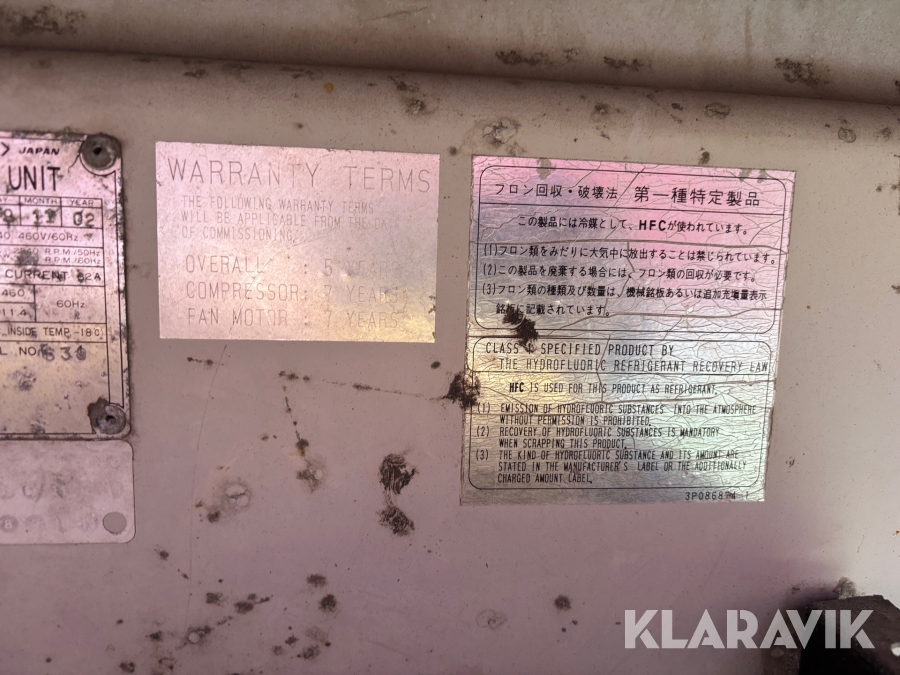 JAPAN
UNIT
MONTH YEAR
02
460V/60Hz
R.P.M/50Hz
R.P.M/60Hz
CURRENT
460
60Hz
11.4
INSIDE TEMP -18
WARRANTY TERMS
THE FOLLOWING WARRANTY TERMS
WILL BE APPLICABLE FROM THE DATE
OF COMMISSIONING.
OVERALL : 5 YEARS
COMPRESSOR: YEARS
FAN MOTOR : YEARS
フロン回収・破壊法 第一種特定製品
この製品には冷媒として、HFCが使われています。
(1)フロン類をみだりに大気中に放出することは禁じられています。
(2)この製品を廃棄する場合には、フロン類の回収が必要です。
(3)フロン類の種類及び数量は、機械銘板あるいは追加充填量表示
銘板に記載されています。
CLASS 1 SPECIFIED PRODUCT BY
THE HYDROFLUORIC REFRIGERANT RECOVERY LAW
HFC IS USED FOR THIS PRODUCT AS REFRIGERANT
(1) EMISSION OF HYDROFLUORIC SUBSTANCES INTO THE ATMOSPHERE
WITHOUT PERMISSION IS PROHIBITED.
(2) RECOVERY OF HYDROFLUORIC SUBSTANCES IS MANDATORY
WHEN SCRAPPING THIS PRODUCT.
(3) THE KIND OF HYDROFLUORIC SUBSTANCE AND ITS AMOUNT ARE
STATED IN THE MANUFACTURER'S LABEL OR THE ADDITIONALLY
CHARGED AMOUNT LABEL.
KLARAVIK